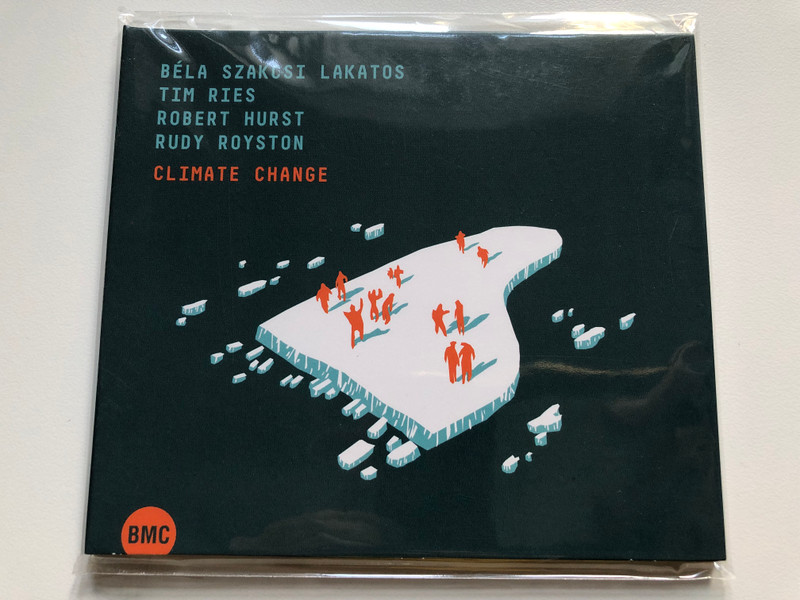 BÉLA SZAKCSI LAKATOS
TIM RIES
ROBERT HURST
RUDY ROYSTON
CLIMATE CHANGE
BMC